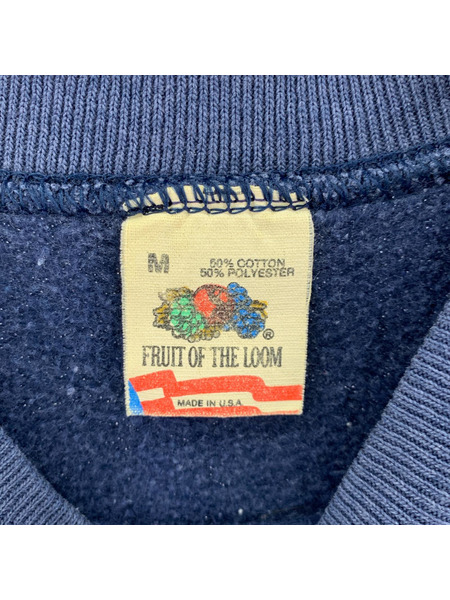 M
50% COTTON
50% POLYESTER
®
FRUIT OF THE LOOM
MADE IN U.S.A.